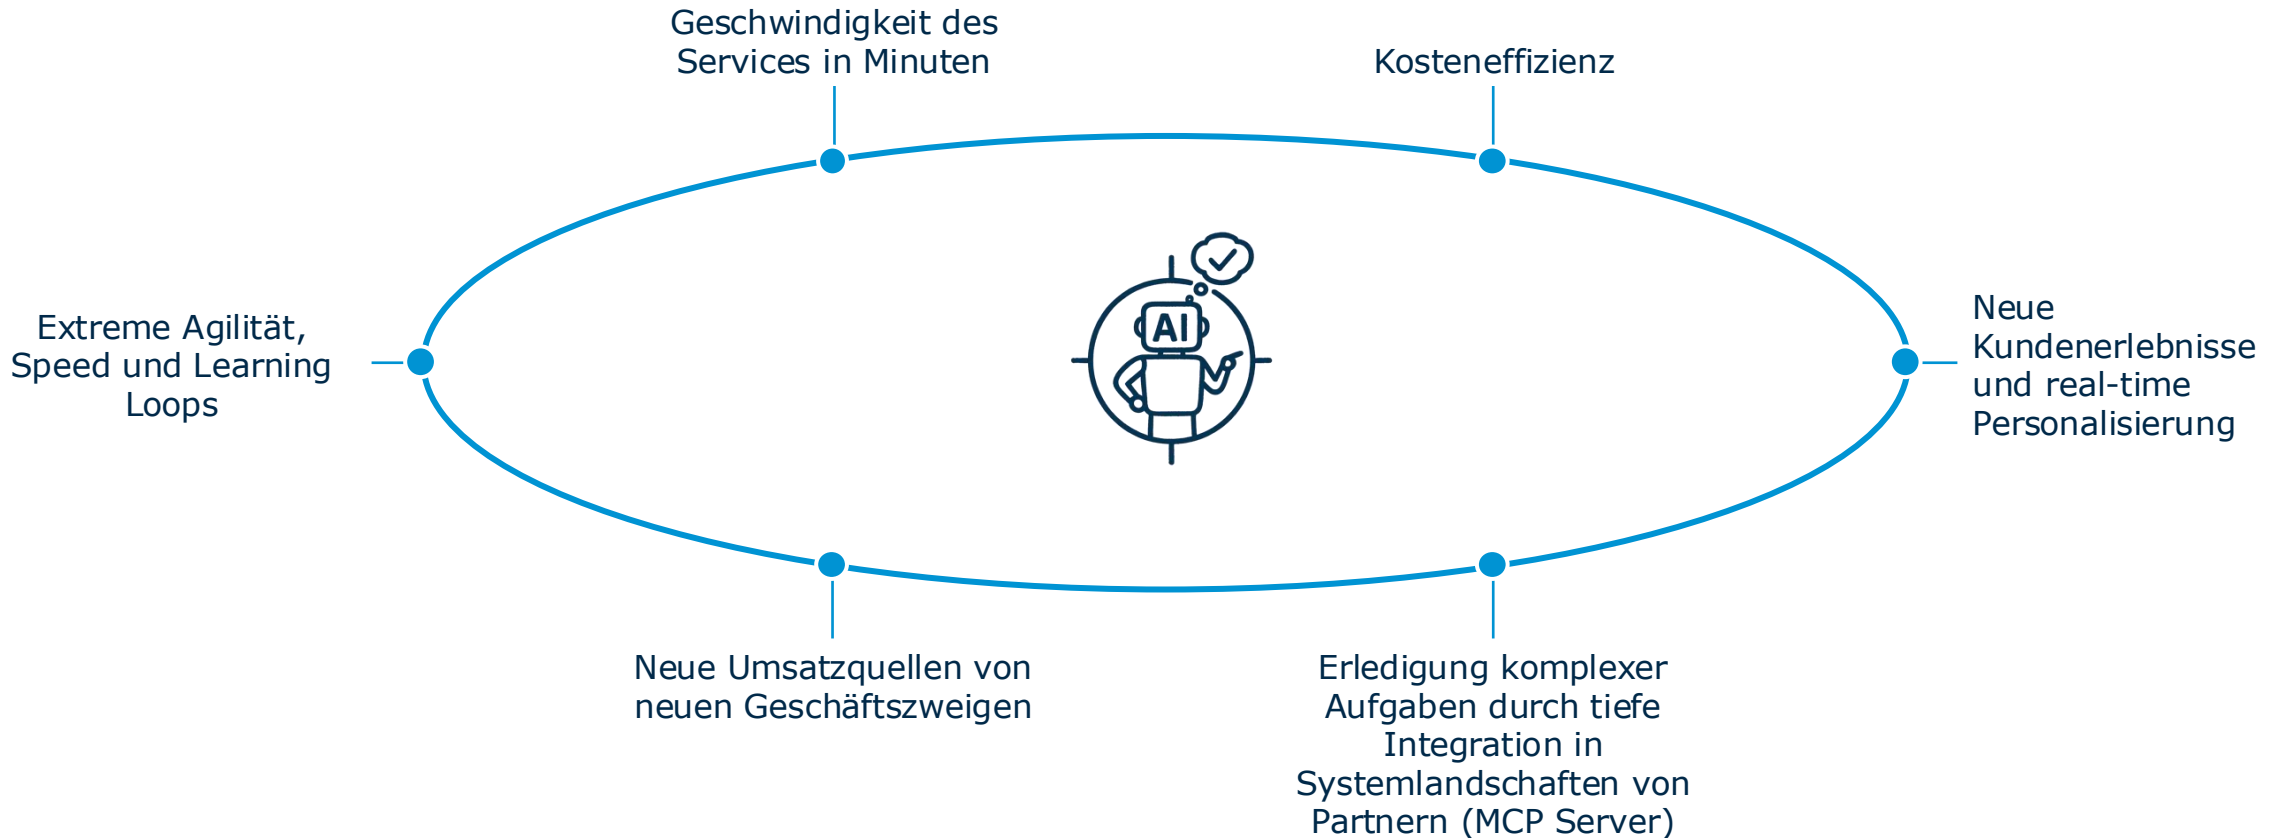 Geschwindigkeit des
Services in Minuten
Kosteneffizienz
Extreme Agilität,
Speed und Learning
Loops
AI
Neue
Kundenerlebnisse
und real-time
Personalisierung
Neue Umsatzquellen von
neuen Geschäftszweigen
Erledigung komplexer
Aufgaben durch tiefe
Integration in
Systemlandschaften von
Partnern (MCP Server)